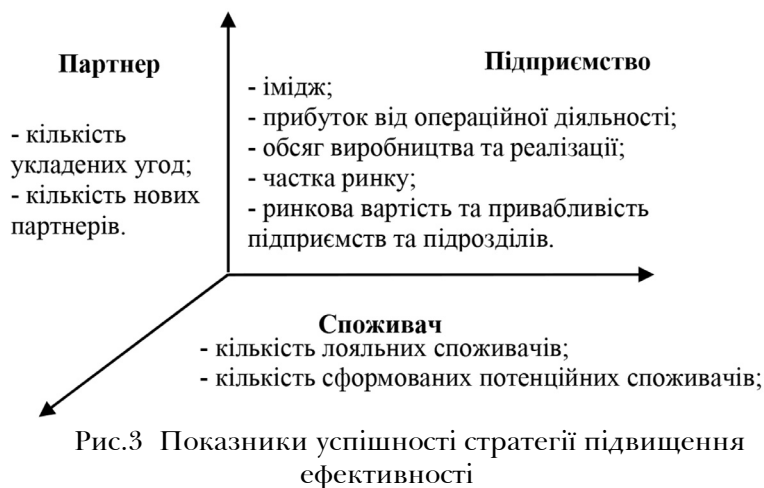 Партнер
- кількість
укладених угод;
- кількість нових
партнерів.
Підприємство
- імідж;
- прибуток від операційної діяльності;
- обсяг виробництва та реалізації;
- частка ринку;
- ринкова вартість та привабливість
підприємств та підрозділів.
Споживач
- кількість лояльних споживачів;
- кількість сформованих потенційних споживачів;
Рис.3 Показники успішності стратегії підвищення
ефективності